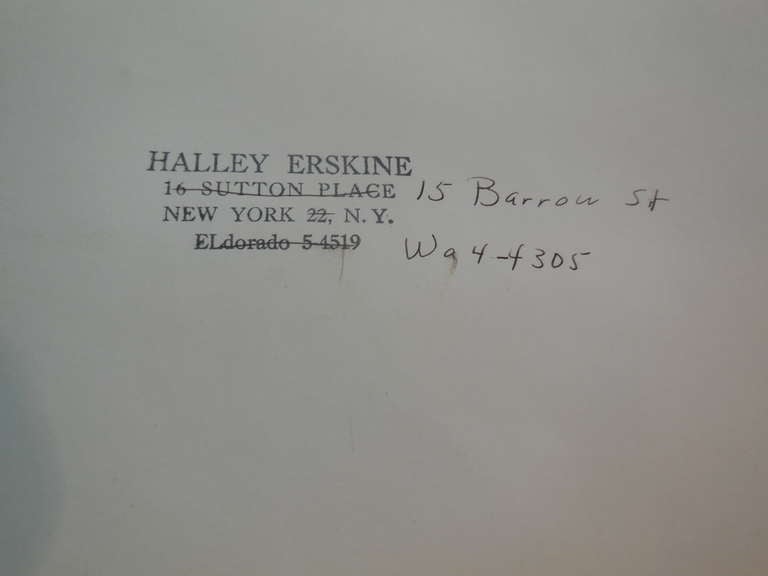 HALLEY ERSKINE
16 SUTTON PLACE 15 Barrow St
NEW YORK 22, N.Y.
ELdorado 5-4519 Wa 4-4305